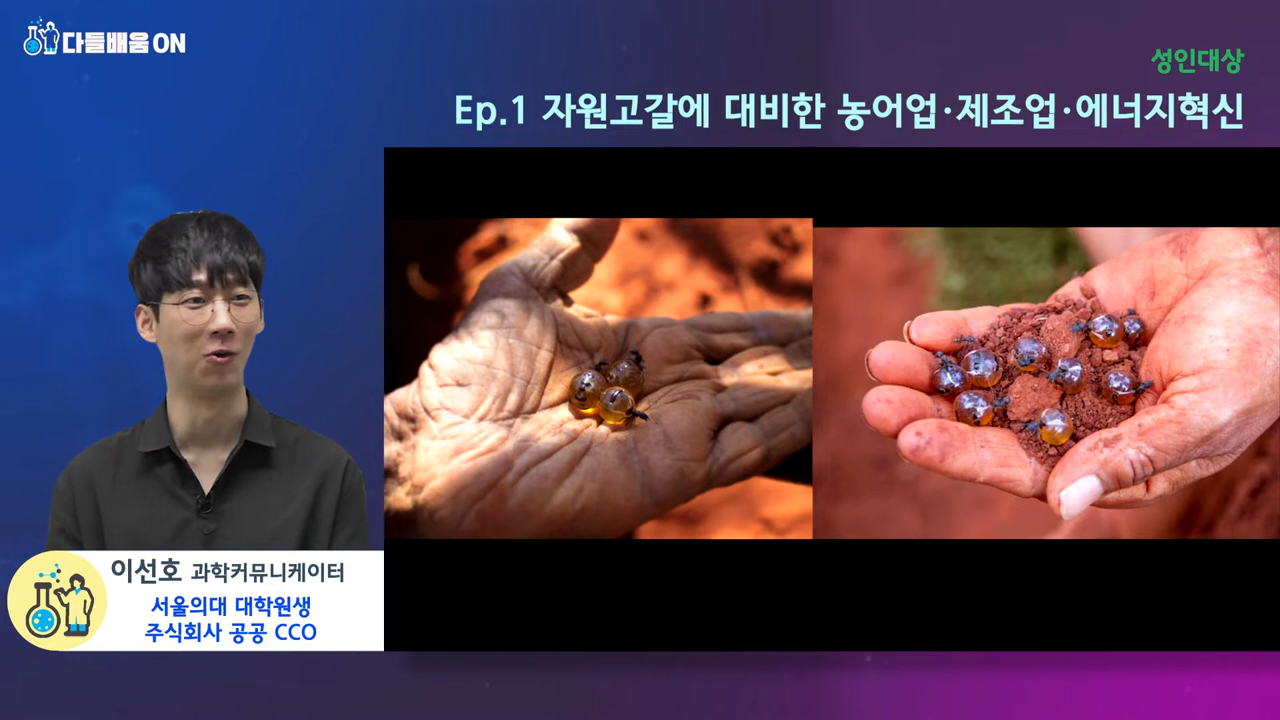 다들배움 ON
성인대상
Ep.1 자원고갈에 대비한 농어업·제조업·에너지혁신
이선호 과학커뮤니케이터
서울의대 대학원생
주식회사 공공 CCO